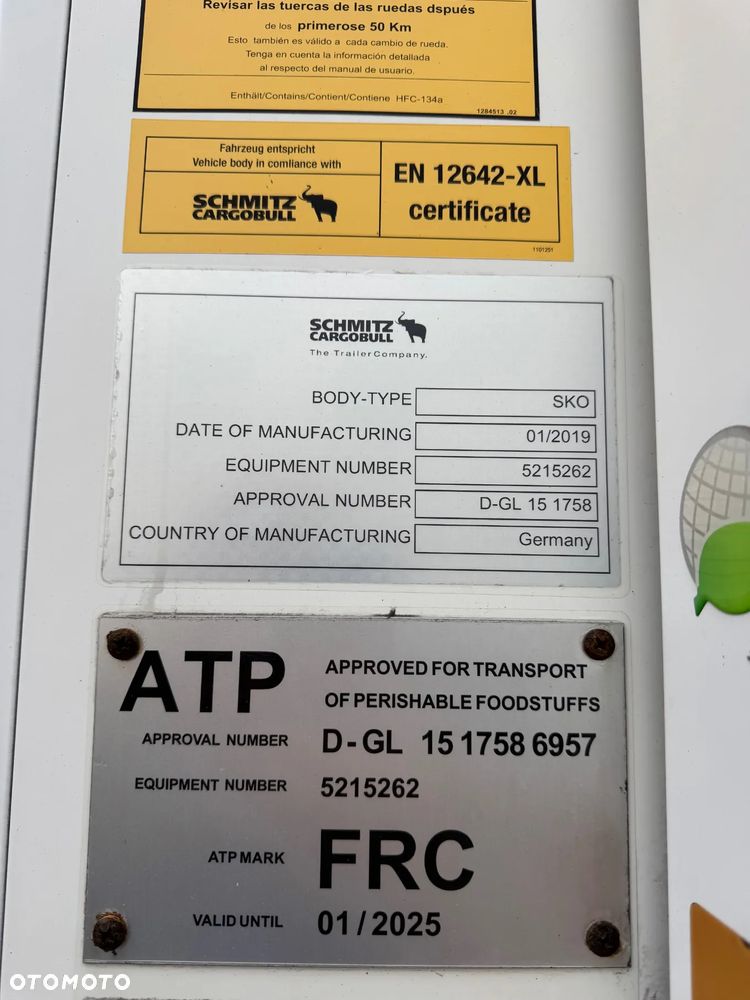 Revisar las tuercas de las ruedas dspués
de los primerose 50 Km
Esto también es válido a cada cambio de rueda.
Tenga en cuenta la información detallada
al respecto del manual de usuario.
Enthält/Contains/Contient/Contiene HFC-134a
1284513 .02
Fahrzeug entspricht
Vehicle body in comliance with
SCHMITZ
CARGOBULL
EN 12642-XL
certificate
1101251
SCHMITZ
CARGOBULL
The TrailerCompany.
BODY-TYPE SKO
DATE OF MANUFACTURING 01/2019
EQUIPMENT NUMBER 5215262
APPROVAL NUMBER D-GL 15 1758
COUNTRY OF MANUFACTURING Germany
ATP APPROVED FOR TRANSPORT
OF PERISHABLE FOODSTUFFS
APPROVAL NUMBER D-GL 15 1758 6957
EQUIPMENT NUMBER 5215262
ATP MARK FRC
VALID UNTIL 01/2025
OTOMOTO